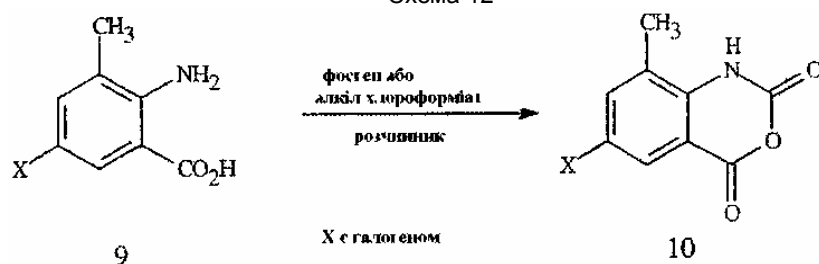 Схема 12
CH3
NH2
X
CO2H
9
фосген або
алкіл хлороформіат
розчинник
X є галогеном
CH3
H
N
O
O
X
O
10